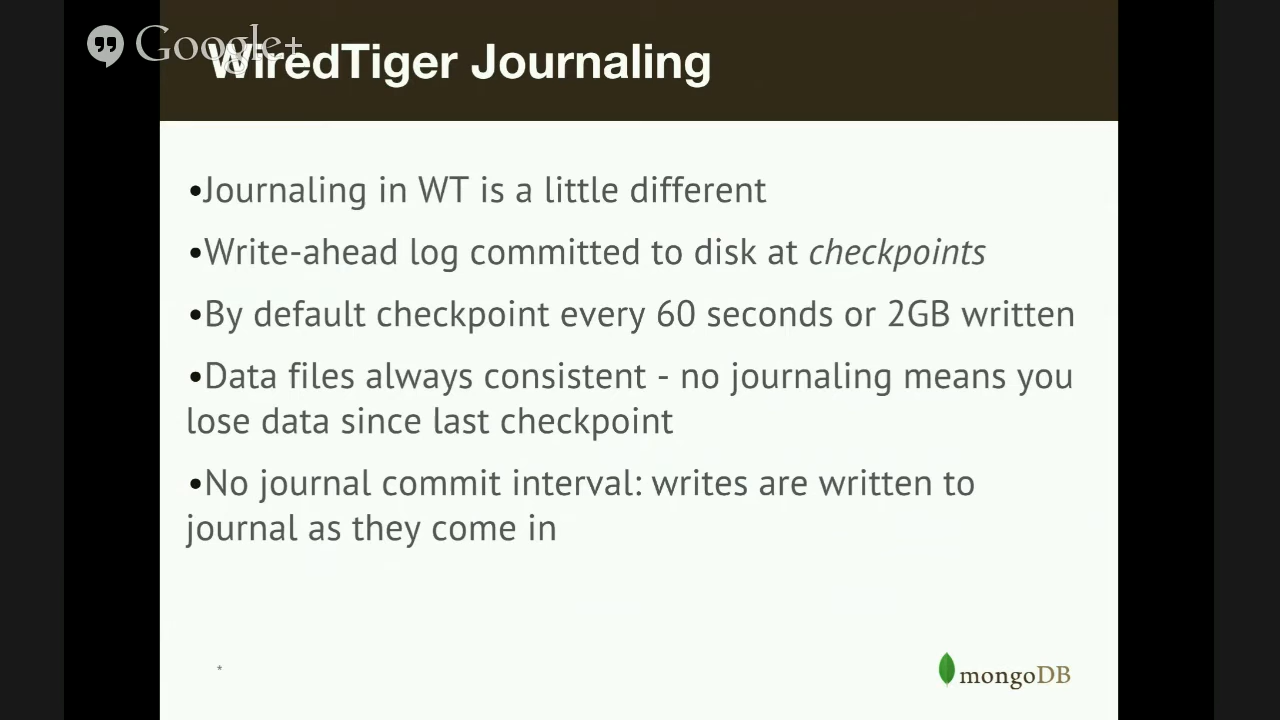 Google+
WiredTiger Journaling
•Journaling in WT is a little different
•Write-ahead log committed to disk at checkpoints
•By default checkpoint every 60 seconds or 2GB written
•Data files always consistent - no journaling means you
lose data since last checkpoint
•No journal commit interval: writes are written to
journal as they come in
*
mongoDB